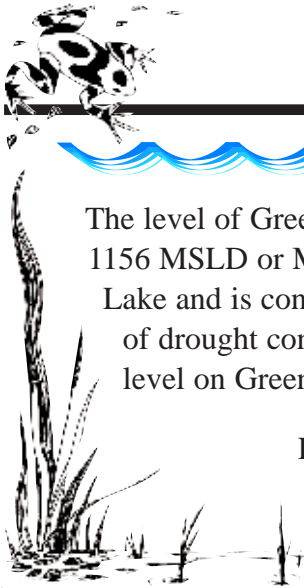 The level of Gree
1156 MSLD or M
Lake and is con
of drought con
level on Green